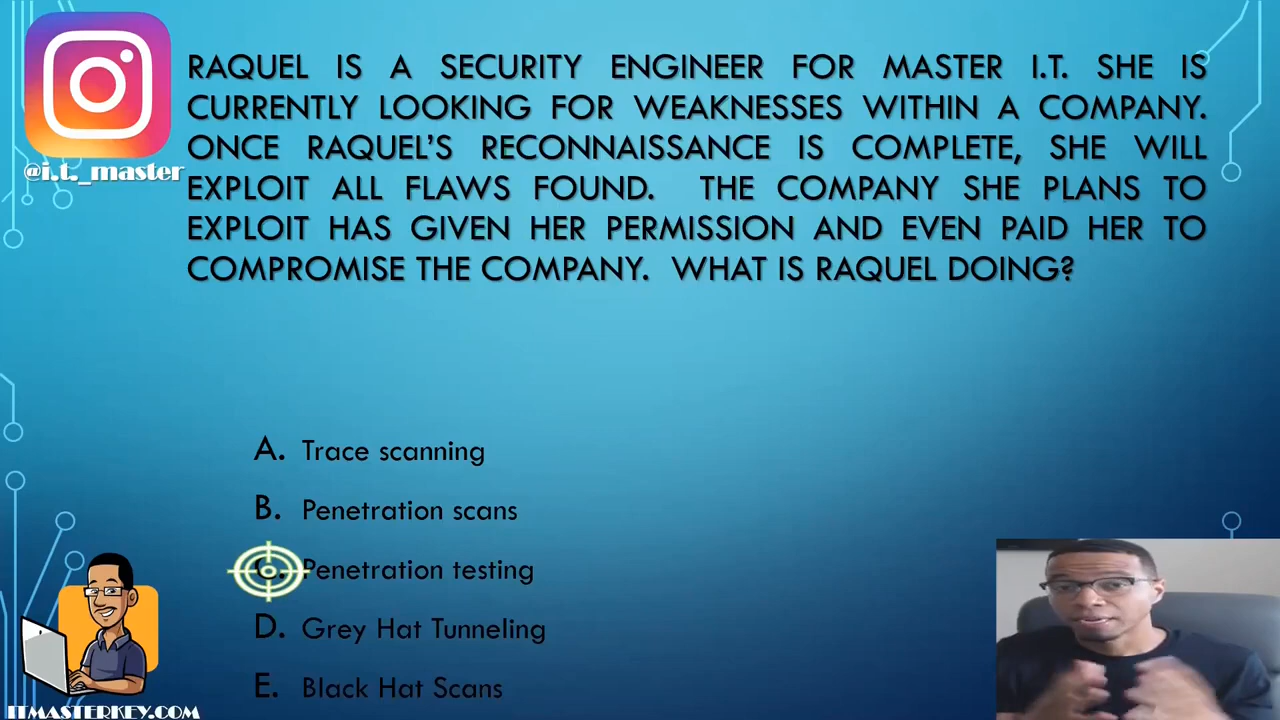 RAQUEL IS A SECURITY ENGINEER FOR MASTER I.T. SHE IS
CURRENTLY LOOKING FOR WEAKNESSES WITHIN A COMPANY.
ONCE RAQUEL’S RECONNAISSANCE IS COMPLETE, SHE WILL
EXPLOIT ALL FLAWS FOUND. THE COMPANY SHE PLANS TO
EXPLOIT HAS GIVEN HER PERMISSION AND EVEN PAID HER TO
COMPROMISE THE COMPANY. WHAT IS RAQUEL DOING?
@i.t._master
A. Trace scanning
B. Penetration scans
C. Penetration testing
D. Grey Hat Tunneling
E. Black Hat Scans
ITMASTERKEY.COM